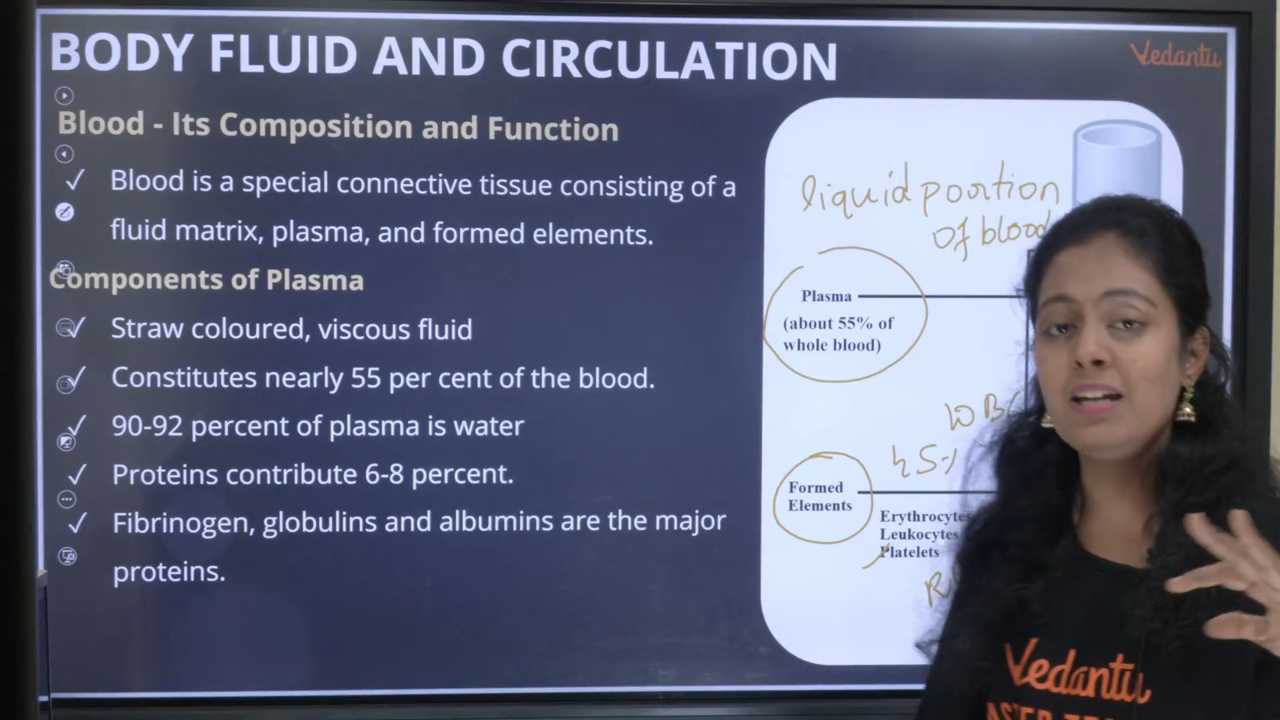 BODY FLUID AND CIRCULATION
Vedantu
Blood - Its Composition and Function
✓ Blood is a special connective tissue consisting of a
fluid matrix, plasma, and formed elements.
Components of Plasma
✓ Straw coloured, viscous fluid
✓ Constitutes nearly 55 per cent of the blood.
✓ 90-92 percent of plasma is water
✓ Proteins contribute 6-8 percent.
✓ Fibrinogen, globulins and albumins are the major
proteins.
liquid portion
of blood
Plasma
(about 55% of
whole blood)
Formed
Elements
Erythrocytes
Leukocytes
Platelets
Vedantu